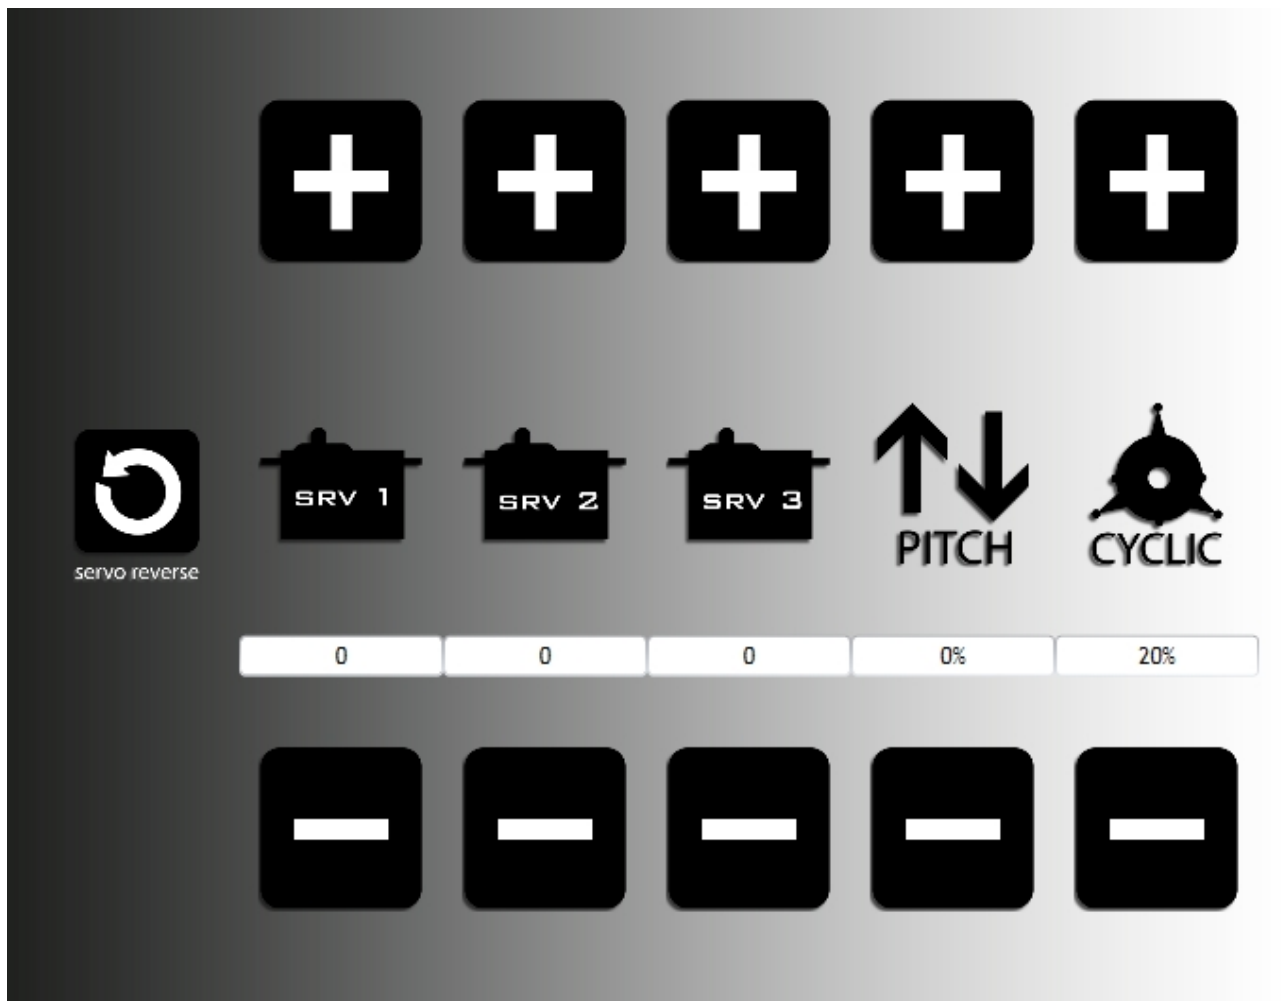 SRV 1
SRV 2
SRV 3
PITCH
CYCLIC
servo reverse
0
0
0
0%
20%